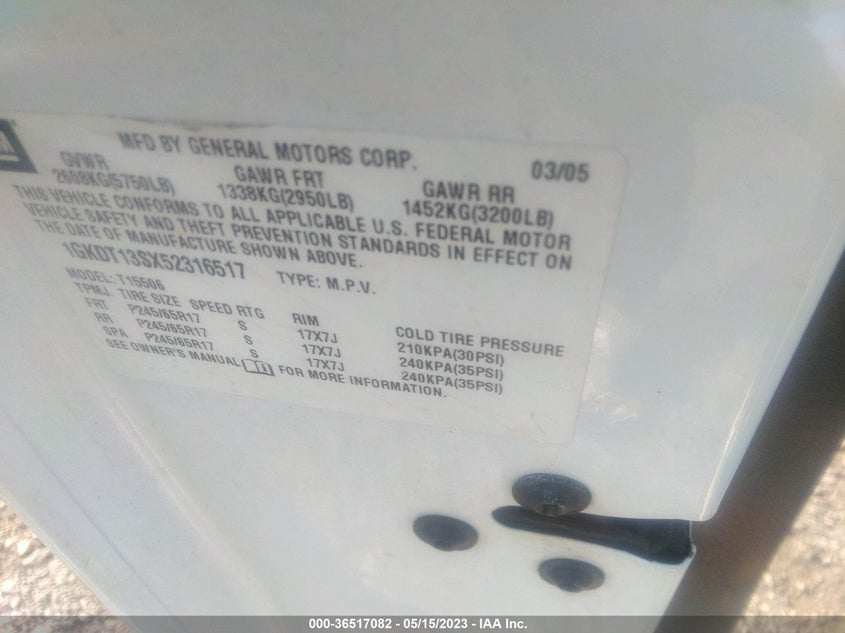 M
MFD BY GENERAL MOTORS CORP. 03/05
GVWR GAWR FRT GAWR RR
2608KG(5750LB) 1338KG(2950LB) 1452KG(3200LB)
THIS VEHICLE CONFORMS TO ALL APPLICABLE U.S. FEDERAL MOTOR
VEHICLE SAFETY AND THEFT PREVENTION STANDARDS IN EFFECT ON
THE DATE OF MANUFACTURE SHOWN ABOVE.
1GKDT13SX52316517 TYPE: M.P.V.
MODEL: T15506
TPMJ. TIRE SIZE SPEED RTG RIM COLD TIRE PRESSURE
FRT P245/65R17 S 17X7J 210KPA(30PSI)
RR P245/65R17 S 17X7J 240KPA(35PSI)
SPA P245/65R17 S 17X7J 240KPA(35PSI)
SEE OWNER'S MANUAL FOR MORE INFORMATION.
000-36517082 - 05/15/2023 - IAA Inc.